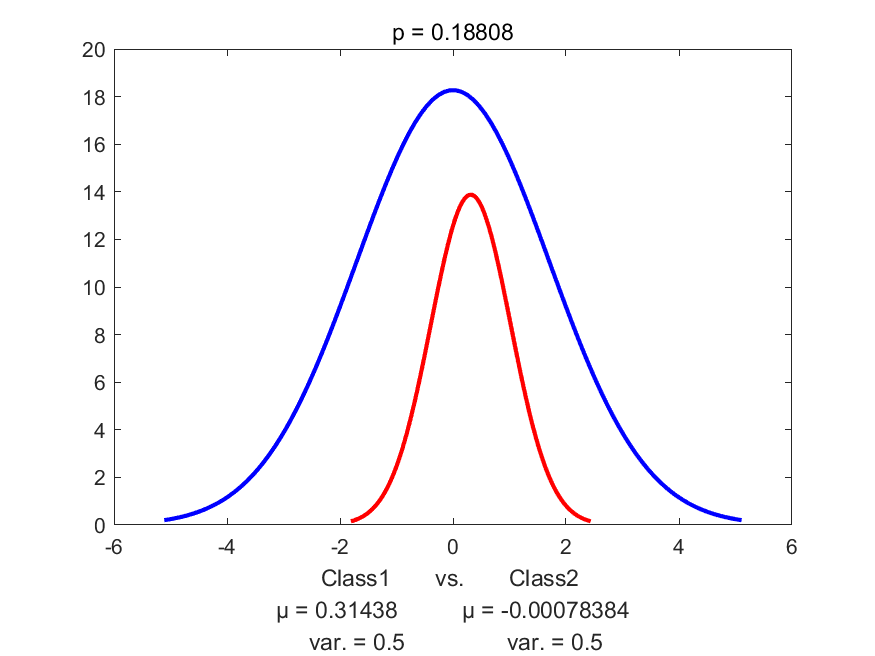 p = 0.18808
20
18
16
14
12
10
8
6
4
2
0
-6 -4 -2 0 2 4 6
Class1 vs. Class2
μ = 0.31438 μ = -0.00078384
var. = 0.5 var. = 0.5